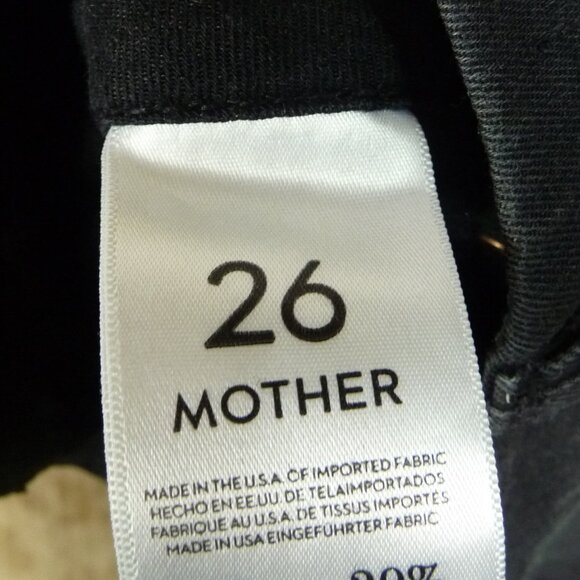 26
MOTHER
MADE IN THE U.S.A. OF IMPORTED FABRIC
HECHO EN EE.UU. DE TELAIMPORTADOS
FABRIQUE AU U.S.A. DE TISSUS IMPORTÉS
MADE IN USA EINGEFÜHRTER FABRIC